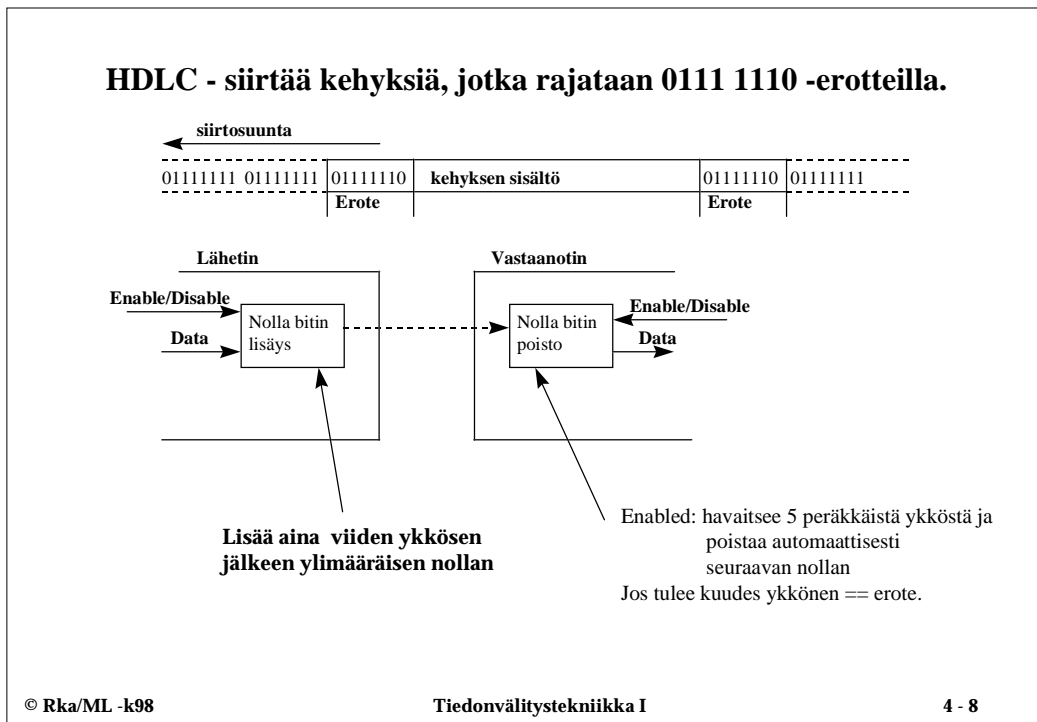 HDLC - siirtää kehyksiä, jotka rajataan 0111 1110 -erotteilla.
siirtosuunta
01111111 01111111 01111110 kehyksen sisältö 01111110 01111111
Erote Erote
Lähetin Vastaanotin
Enable/Disable Enable/Disable
Nolla bitin
lisäys
Nolla bitin
poisto
Data Data
Lisää aina viiden ykkösen
jälkeen ylimääräisen nollan
Enabled: havaitsee 5 peräkkäistä ykköstä ja
poistaa automaattisesti
seuraavan nollan
Jos tulee kuudes ykkönen == erote.
© Rka/ML -k98 Tiedonvälitystekniikka I 4 - 8